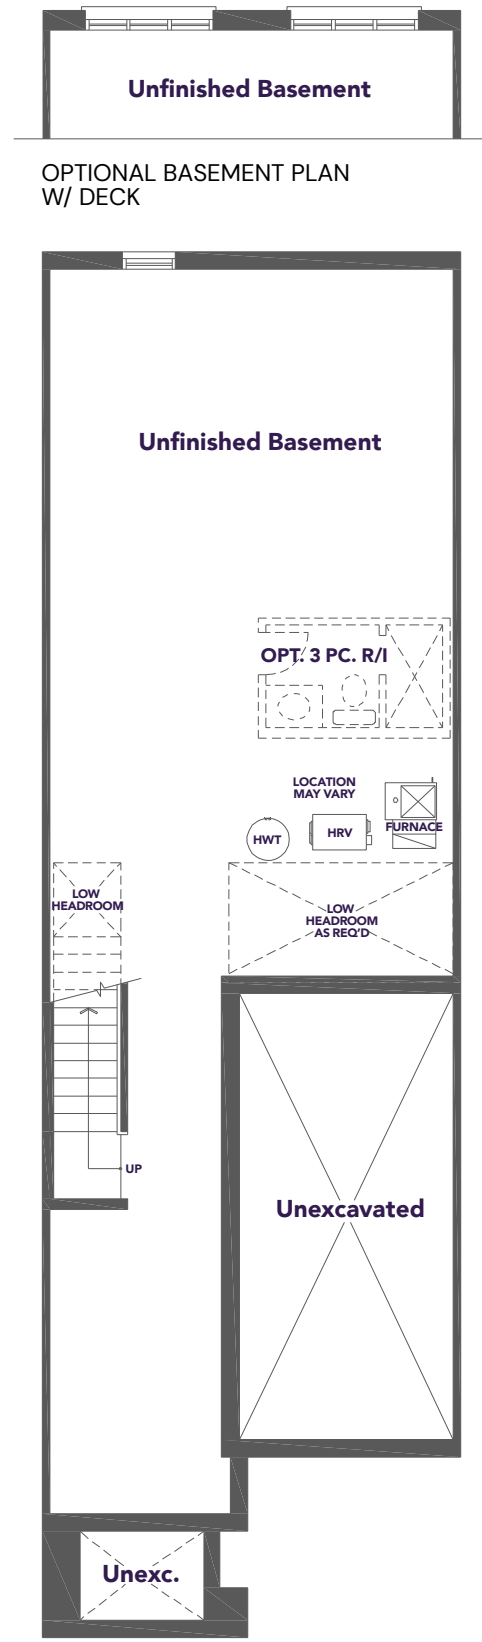 Unfinished Basement
OPTIONAL BASEMENT PLAN
W/ DECK
Unfinished Basement
OPT. 3 PC. R/I
LOCATION
MAY VARY
FURNACE
HWT
HRV
LOW
HEADROOM
LOW
HEADROOM
AS REQ'D
UP
Unexcavated
Unexc.